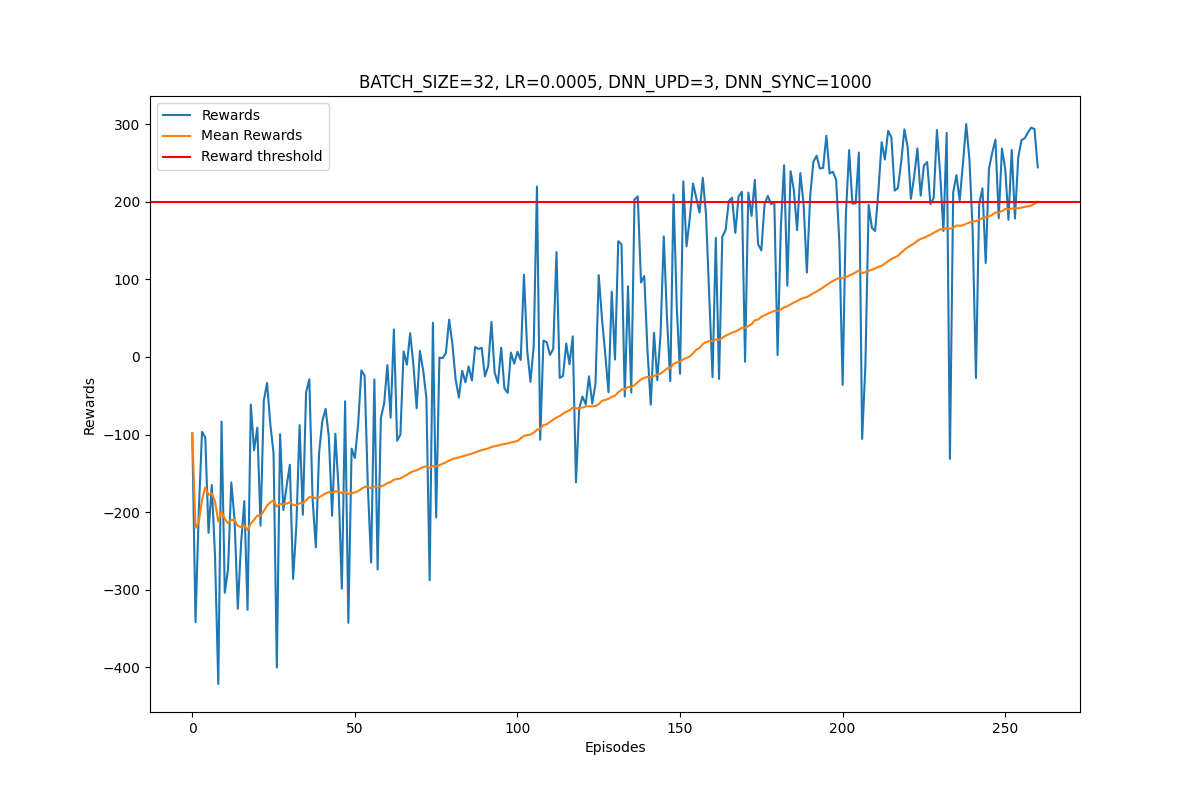 BATCH_SIZE=32, LR=0.0005, DNN_UPD=3, DNN_SYNC=1000
Rewards
Mean Rewards
Reward threshold
300
200
100
0
−100
−200
−300
−400
Rewards
0
50
100
150
200
250
Episodes